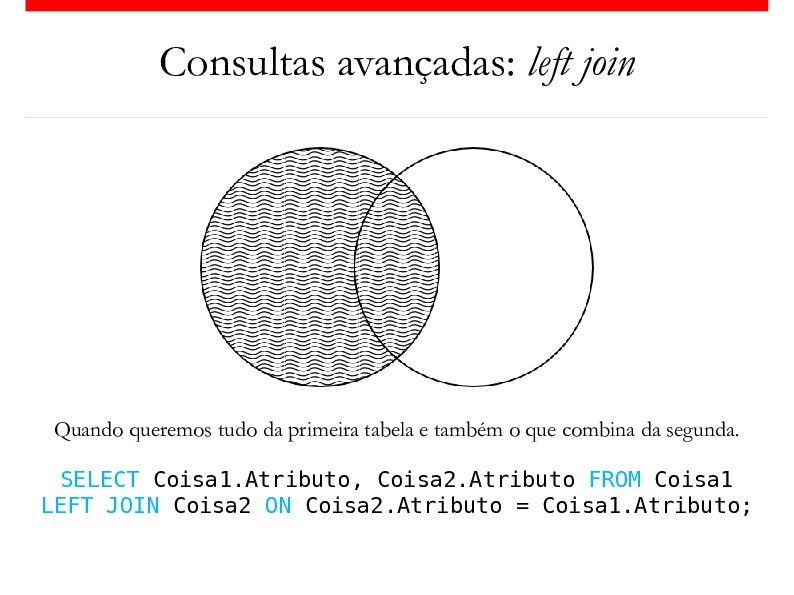 Consultas avançadas: left join
Quando queremos tudo da primeira tabela e também o que combina da segunda.
SELECT Coisa1.Atributo, Coisa2.Atributo FROM Coisa1
LEFT JOIN Coisa2 ON Coisa2.Atributo = Coisa1.Atributo;